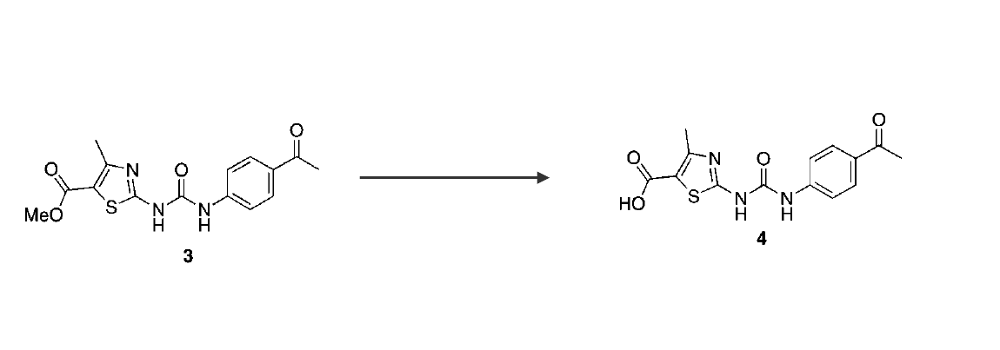 O
O N O
MeO S N N
H H
3
O
O N O
HO S N N
H H
4